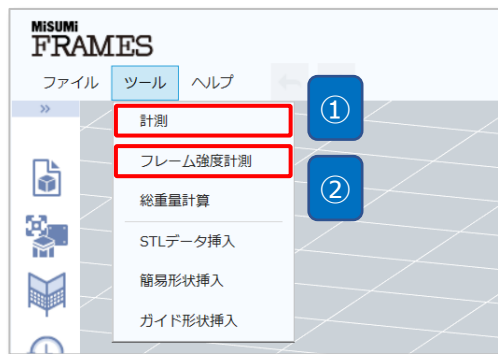 MiSUMi
FRAMES
ファイル ツール ヘルプ
計測 ①
フレーム強度計測 ②
総重量計算
STLデータ挿入
簡易形状挿入
ガイド形状挿入